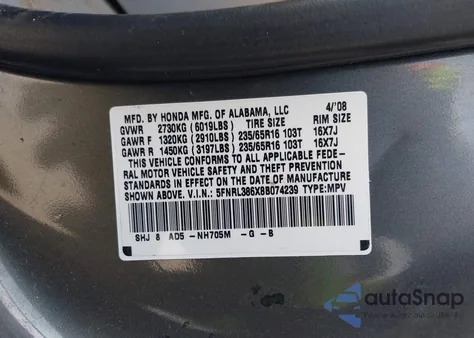 MFD. BY HONDA MFG. OF ALABAMA, LLC 4/'08
GVWR 2730KG (6019LBS) TIRE SIZE RIM SIZE
GAWR F 1320KG (2910LBS) 235/65R16 103T 16X7J
GAWR R 1450KG (3197LBS) 235/65R16 103T 16X7J
THIS VEHICLE CONFORMS TO ALL APPLICABLE FEDE-
RAL MOTOR VEHICLE SAFETY AND THEFT PREVENTION
STANDARDS IN EFFECT ON THE DATE OF MANUFACTURE
SHOWN ABOVE. V.I.N.: 5FNRL386X8B074239 TYPE:MPV
SHJ 8 AD5 -NH705M -G -B
autoSnap